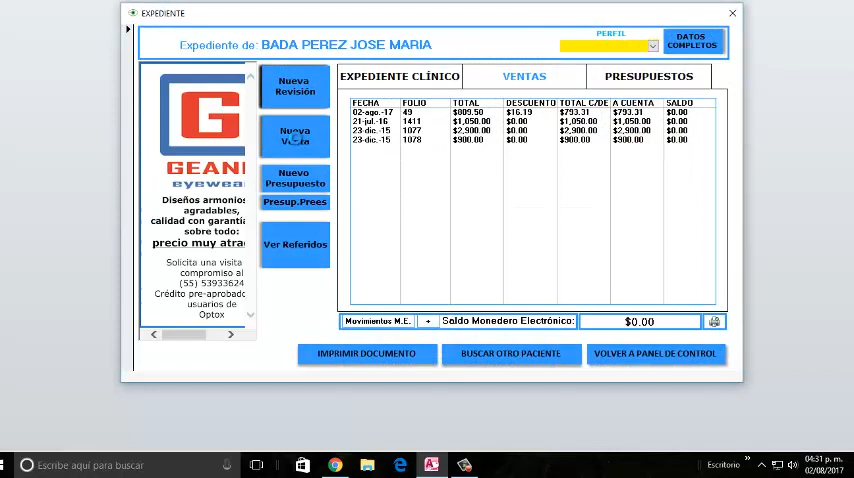 EXPEDIENTE
Expediente de: BADA PEREZ JOSE MARIA
PERFIL
DATOS COMPLETOS
G
GEAN
eyewea
Diseños armonio
agradables,
calidad con garantía
sobre todo:
precio muy atra
Solicita una visita
compromiso al
(55) 53933624
Crédito pre-aprobado
usuarios de
Optox
Nueva Revisión
Nueva Venta
Nuevo Presupuesto
Presup.Prees
Ver Referidos
EXPEDIENTE CLÍNICO VENTAS PRESUPUESTOS
FECHA FOLIO TOTAL DESCUENTO TOTAL C/DE A CUENTA SALDO
02-ago.-17 49 $809.50 $16.19 $793.31 $793.31 $0.00
21-jul.-16 1411 $1,050.00 $0.00 $1,050.00 $1,050.00 $0.00
23-dic.-15 1077 $2,900.00 $0.00 $2,900.00 $2,900.00 $0.00
23-dic.-15 1078 $900.00 $0.00 $900.00 $900.00 $0.00
Movimientos M.E. + Saldo Monedero Electrónico: $0.00
IMPRIMIR DOCUMENTO BUSCAR OTRO PACIENTE VOLVER A PANEL DE CONTROL
Escribe aquí para buscar
Escritorio
04:31 p. m.
02/08/2017